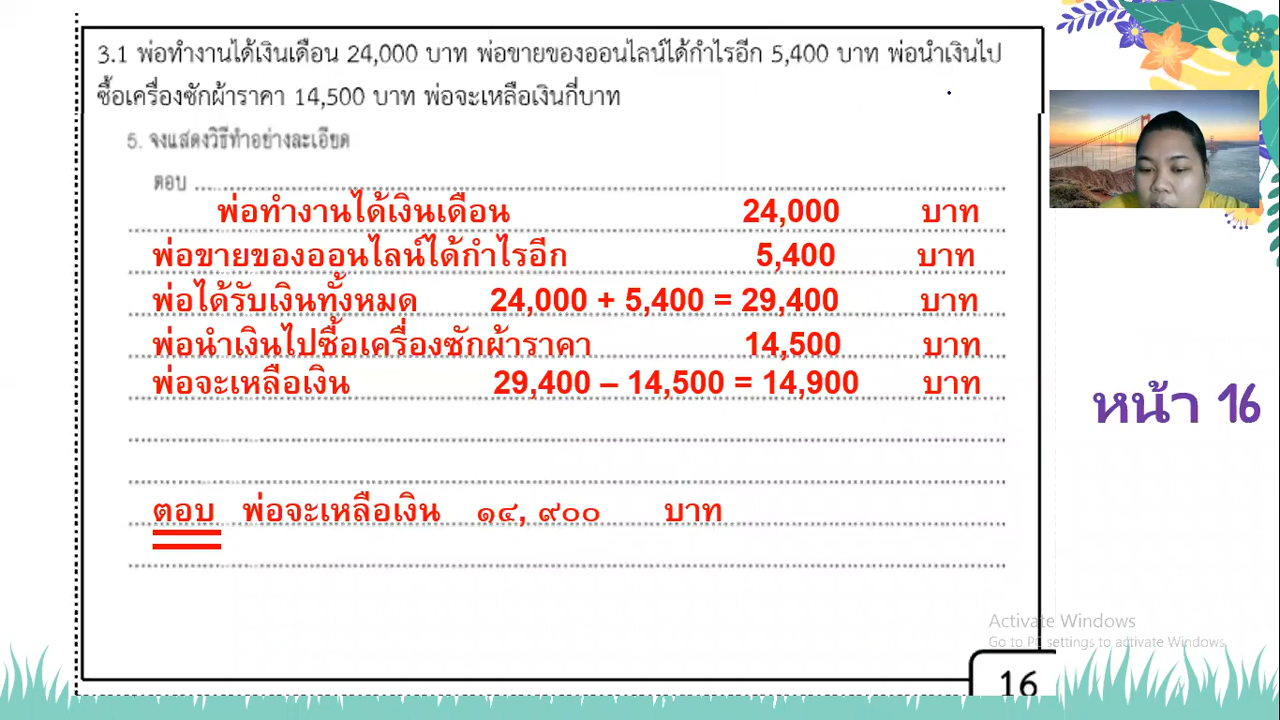 3.1 พ่อทำงานได้เงินเดือน 24,000 บาท พ่อขายของออนไลน์ได้กำไรอีก 5,400 บาท พ่อนำเงินไป
ซื้อเครื่องซักผ้าราคา 14,500 บาท พ่อจะเหลือเงินกี่บาท
5. จงแสดงวิธีทำอย่างละเอียด
ตอบ
พ่อทำงานได้เงินเดือน 24,000 บาท
พ่อขายของออนไลน์ได้กำไรอีก 5,400 บาท
พ่อได้รับเงินทั้งหมด 24,000 + 5,400 = 29,400 บาท
พ่อนำเงินไปซื้อเครื่องซักผ้าราคา 14,500 บาท
พ่อจะเหลือเงิน 29,400 – 14,500 = 14,900 บาท
หน้า 16
ตอบ พ่อจะเหลือเงิน ๑๔, ๙๐๐ บาท
Activate Windows
Go to PC settings to activate Windows.
16